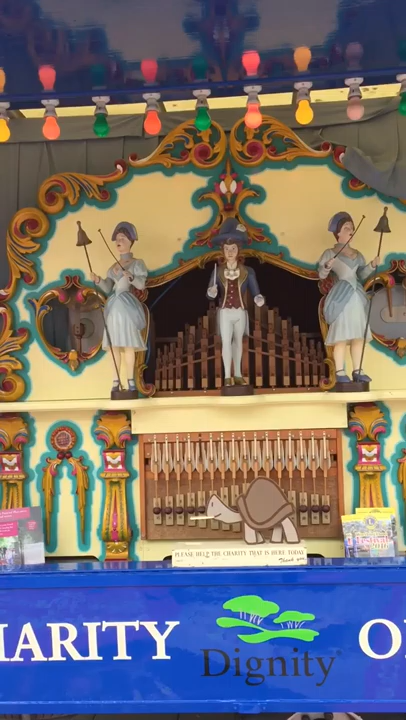 PLEASE HELP THE CHARITY THAT IS HERE TODAY
Thank you
HARITY
Dignity
O